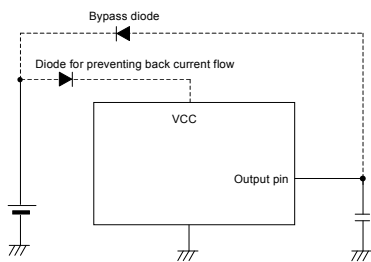 Bypass diode
Diode for preventing back current flow
VCC
Output pin